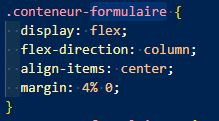 .conteneur-formulaire {
  display: flex;
  flex-direction: column;
  align-items: center;
  margin: 4% 0;
}